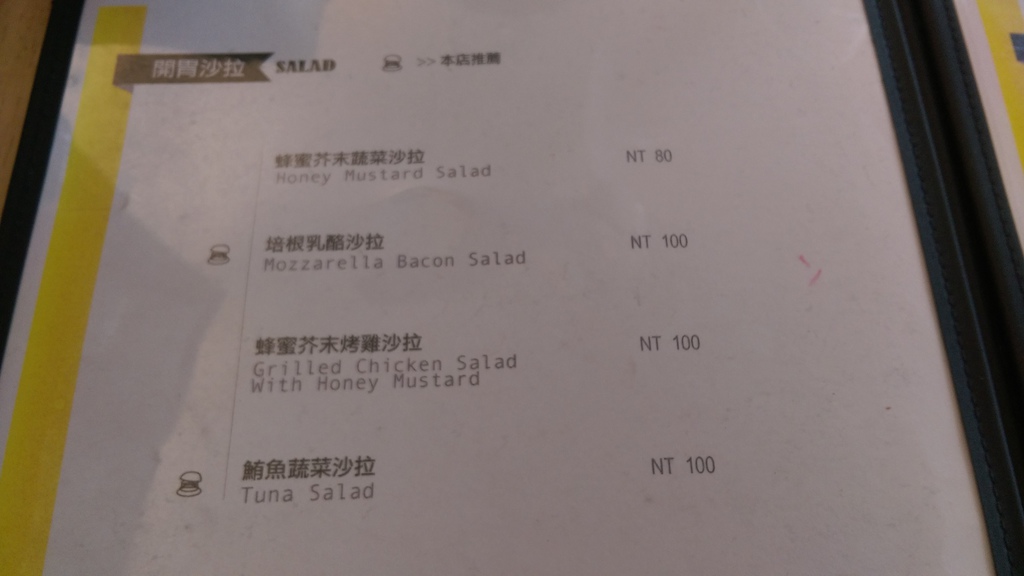 開胃沙拉 SALAD >> 本店推薦
蜂蜜芥末蔬菜沙拉 NT 80
Honey Mustard Salad
培根乳酪沙拉 NT 100
Mozzarella Bacon Salad
蜂蜜芥末烤雞沙拉 NT 100
Grilled Chicken Salad
With Honey Mustard
鮪魚蔬菜沙拉 NT 100
Tuna Salad